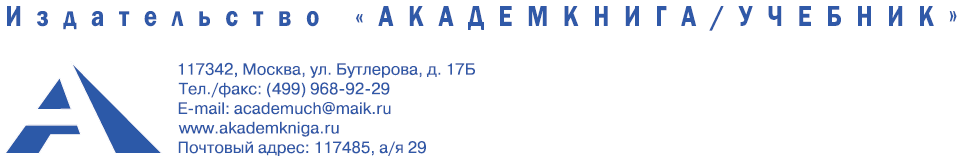 Издательство «АКАДЕМКНИГА/УЧЕБНИК»
117342, Москва, ул. Бутлерова, д. 17Б
Тел./факс: (499) 968-92-29
E-mail: academuch@maik.ru
www.akademkniga.ru
Почтовый адрес: 117485, а/я 29